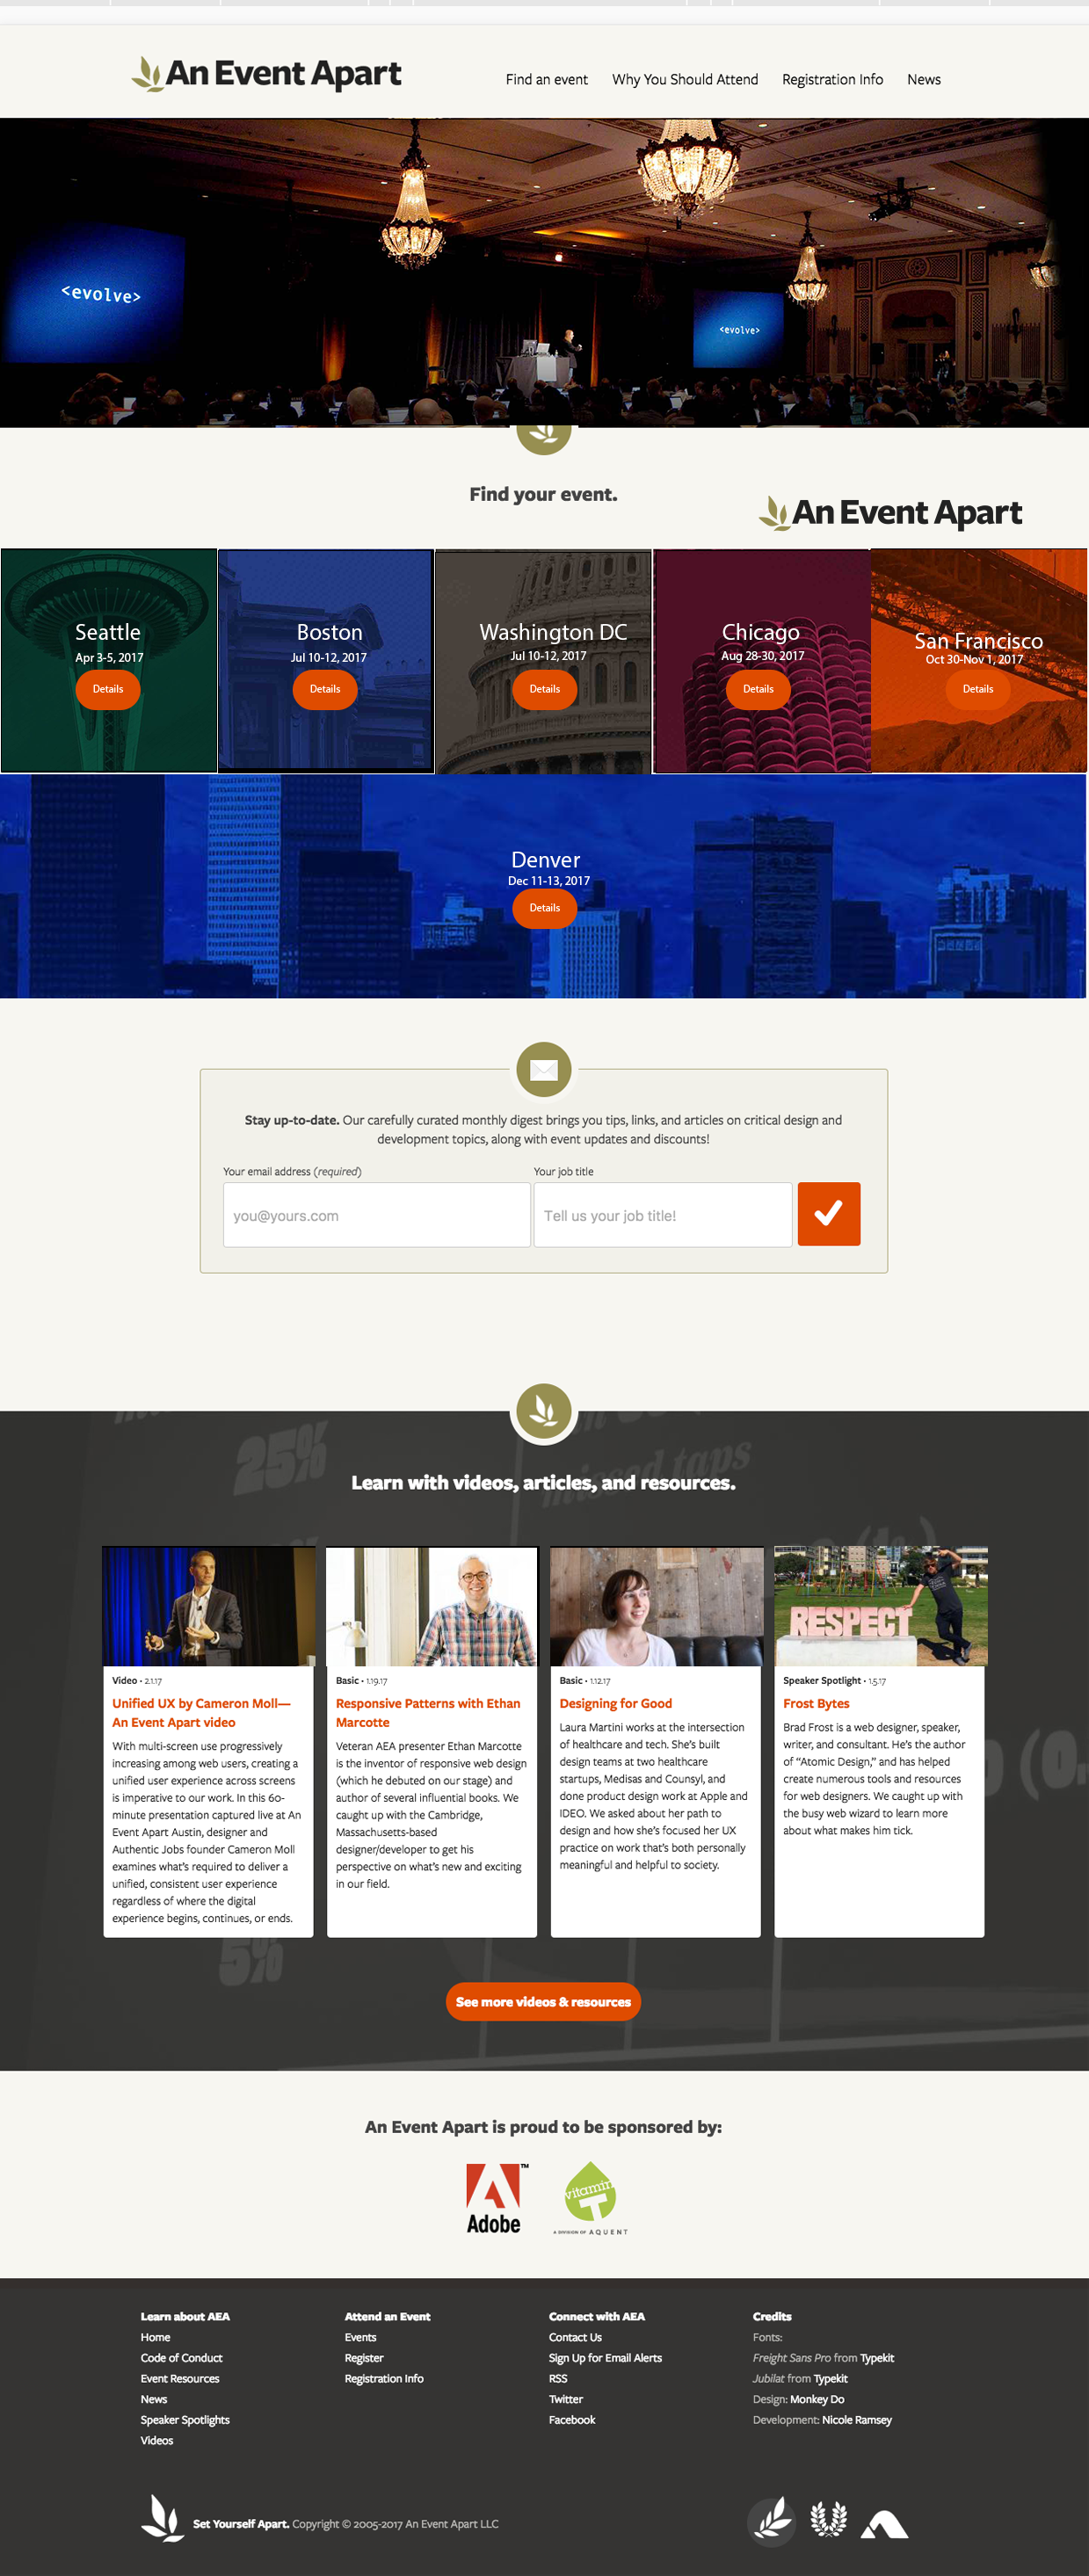 An Event Apart
Find an event Why You Should Attend Registration Info News
<evolve>
<evolve>
Find your event.
An Event Apart
Seattle
Apr 3-5, 2017
Details
Boston
Jul 10-12, 2017
Details
Washington DC
Jul 10-12, 2017
Details
Chicago
Aug 28-30, 2017
Details
San Francisco
Oct 30-Nov 1, 2017
Details
Denver
Dec 11-13, 2017
Details
Stay up-to-date. Our carefully curated monthly digest brings you tips, links, and articles on critical design and
development topics, along with event updates and discounts!
Your email address (required)
you@yours.com
Your job title
Tell us your job title!
25%
missed taps
Learn with videos, articles, and resources.
Video • 2.1.17
Unified UX by Cameron Moll—
An Event Apart video
With multi-screen use progressively
increasing among web users, creating a
unified user experience across screens
is imperative to our work. In this 60-
minute presentation captured live at An
Event Apart Austin, designer and
Authentic Jobs founder Cameron Moll
examines what's required to deliver a
unified, consistent user experience
regardless of where the digital
experience begins, continues, or ends.
Basic • 1.19.17
Responsive Patterns with Ethan
Marcotte
Veteran AEA presenter Ethan Marcotte
is the inventor of responsive web design
(which he debuted on our stage) and
author of several influential books. We
caught up with the Cambridge,
Massachusetts-based
designer/developer to get his
perspective on what's new and exciting
in our field.
Basic • 1.12.17
Designing for Good
Laura Martini works at the intersection
of healthcare and tech. She's built
design teams at two healthcare
startups, Medisas and Counsyl, and
done product design work at Apple and
IDEO. We asked about her path to
design and how she's focused her UX
practice on work that's both personally
meaningful and helpful to society.
RESPECT
Speaker Spotlight • 1.5.17
Frost Bytes
Brad Frost is a web designer, speaker,
writer, and consultant. He's the author
of “Atomic Design,” and has helped
create numerous tools and resources
for web designers. We caught up with
the busy web wizard to learn more
about what makes him tick.
5%
See more videos & resources
An Event Apart is proud to be sponsored by:
Adobe
TM
vitamin T
A DIVISION OF AQUENT
Learn about AEA
Home
Code of Conduct
Event Resources
News
Speaker Spotlights
Videos
Attend an Event
Events
Register
Registration Info
Connect with AEA
Contact Us
Sign Up for Email Alerts
RSS
Twitter
Facebook
Credits
Fonts:
Freight Sans Pro from Typekit
Jubilat from Typekit
Design: Monkey Do
Development: Nicole Ramsey
Set Yourself Apart. Copyright © 2005-2017 An Event Apart LLC